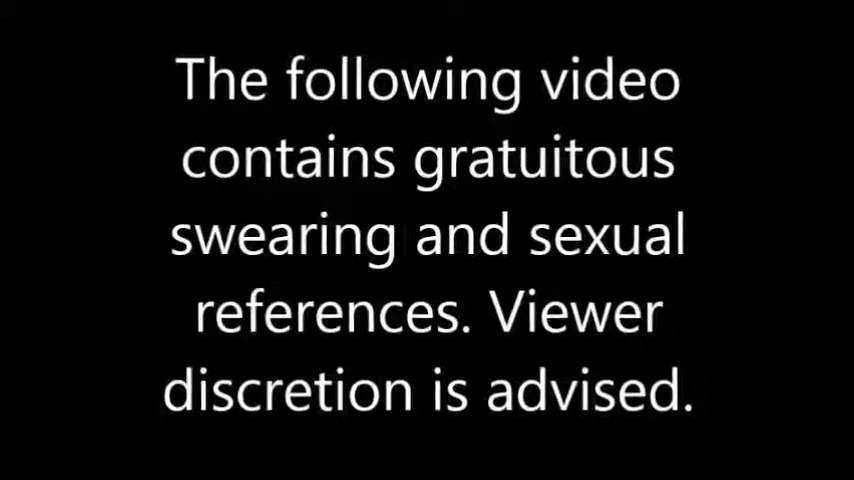 The following video
contains gratuitous
swearing and sexual
references. Viewer
discretion is advised.